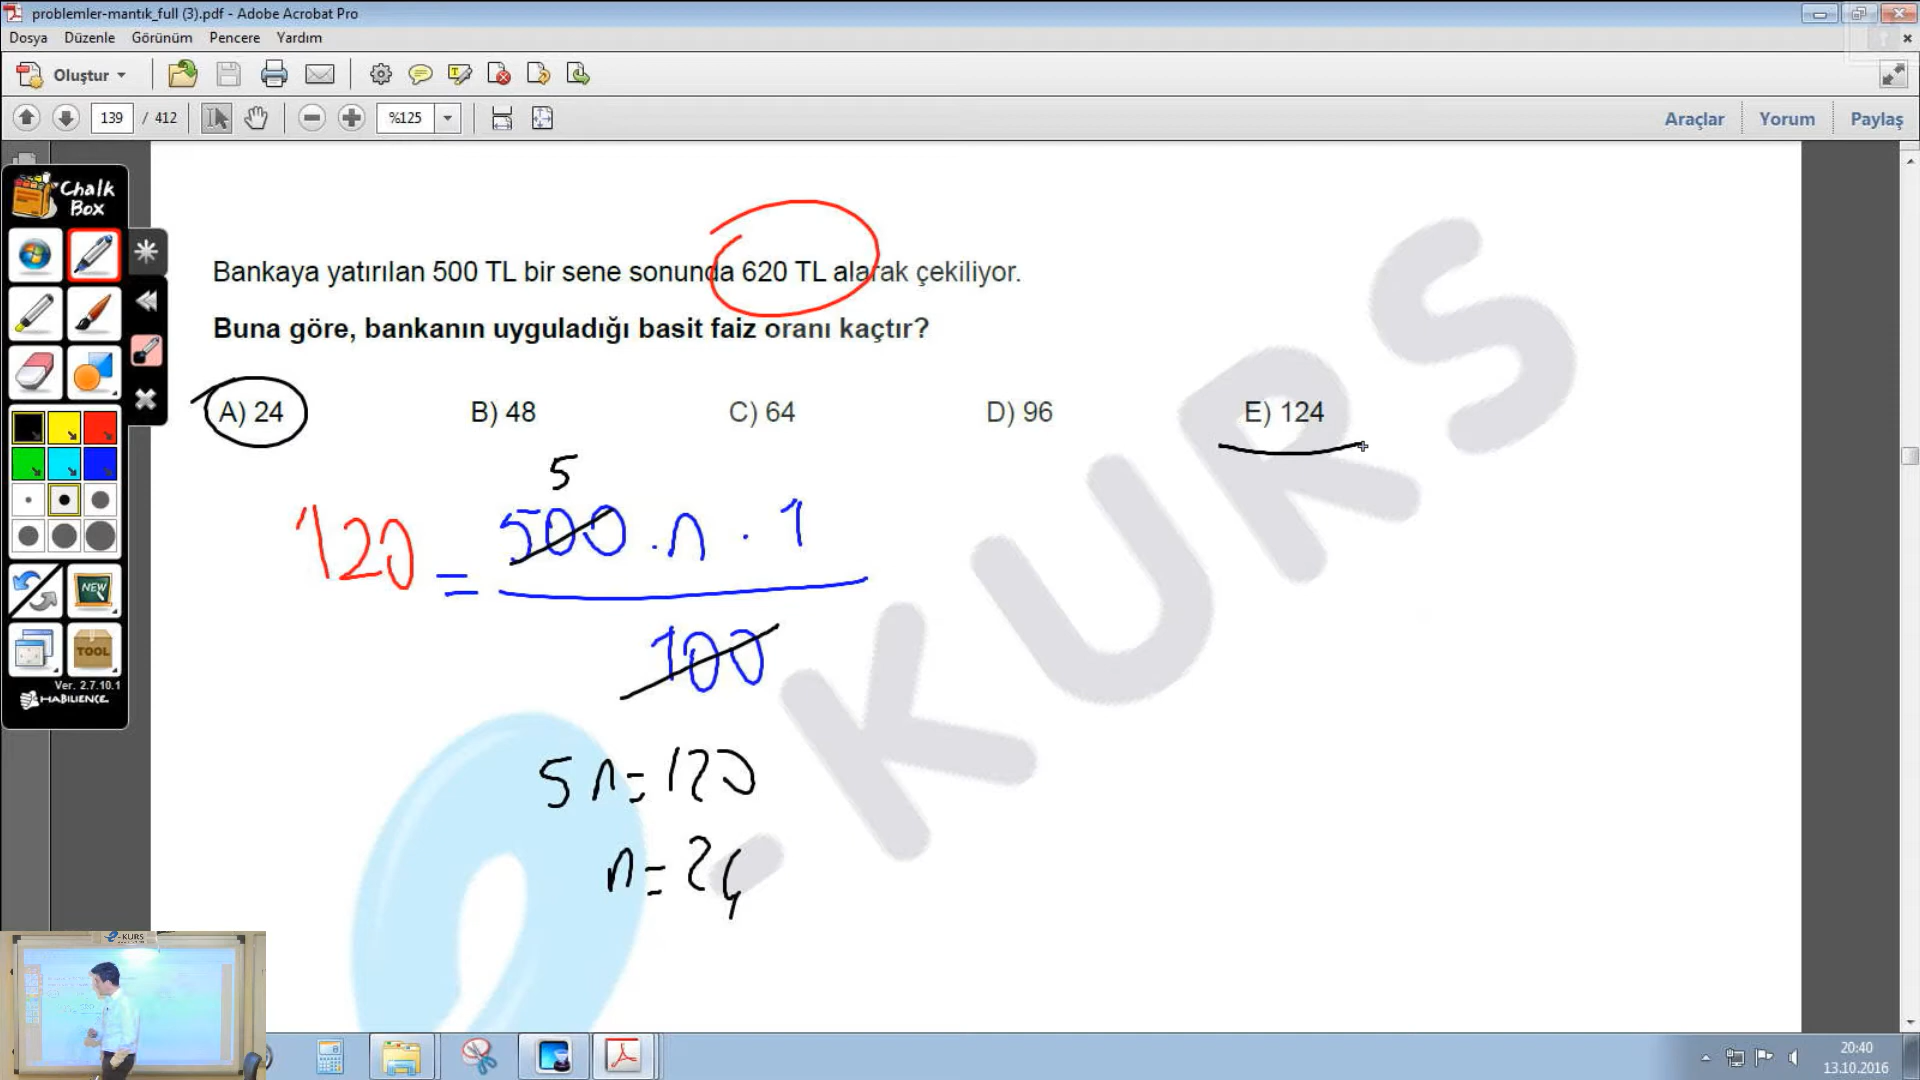 problemler-mantık_full (3).pdf - Adobe Acrobat Pro
Dosya Düzenle Görünüm Pencere Yardım
Oluştur
139 / 412 %125 Araçlar Yorum Paylaş
Chalk
Box
Bankaya yatırılan 500 TL bir sene sonunda 620 TL alarak çekiliyor.
Buna göre, bankanın uyguladığı basit faiz oranı kaçtır?
A) 24 B) 48 C) 64 D) 96 E) 124
5
120 = 500 . n . 1
100
5n=120
n=24
NEW
TOOL
Ver. 2.7.10.1
HABILIENCE
KURS
e-KURS
20:40
13.10.2016